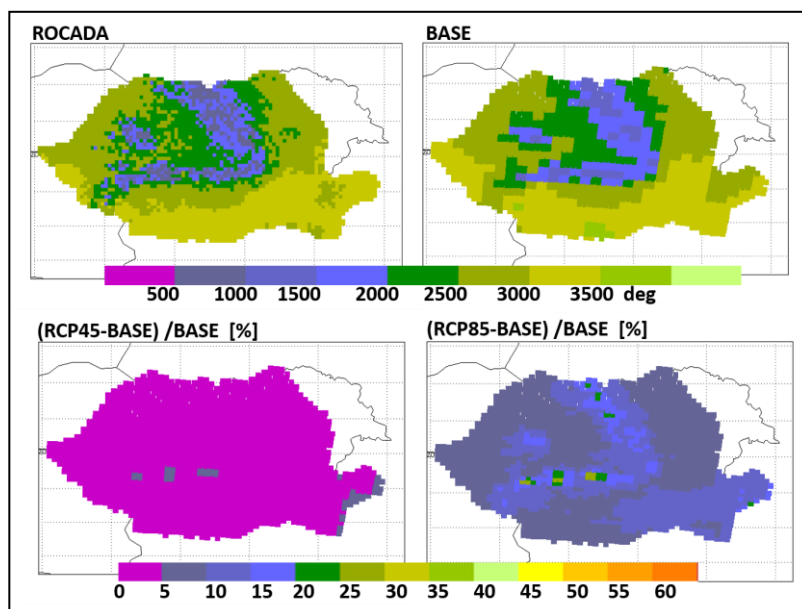 ROCADA BASE
500 1000 1500 2000 2500 3000 3500 deg
(RCP45-BASE) /BASE [%] (RCP85-BASE) /BASE [%]
0 5 10 15 20 25 30 35 40 45 50 55 60